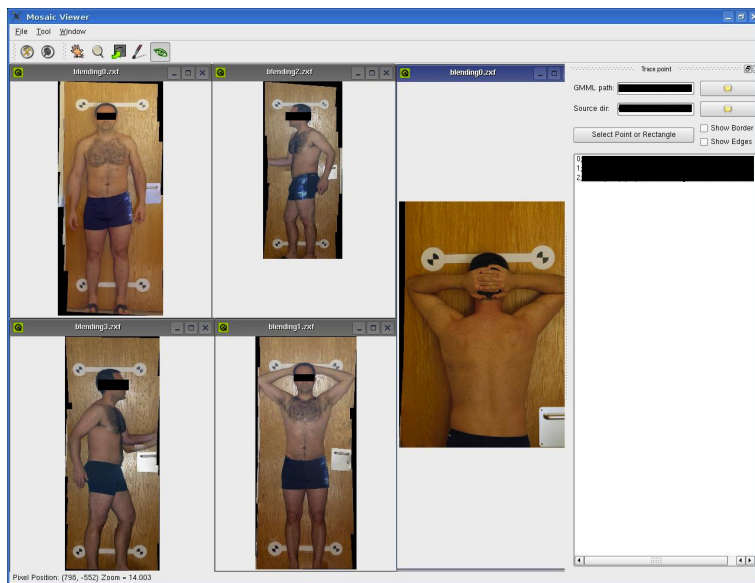 Mosaic Viewer
File Tool Window
blending0.zxf
blending2.zxf
blending0.zxf
Trace point
GMML path:
Source dir:
Select Point or Rectangle
Show Border
Show Edges
0;
1;
2;
blending3.zxf
blending1.zxf
Pixel Position: (798, -552) Zoom = 14.003